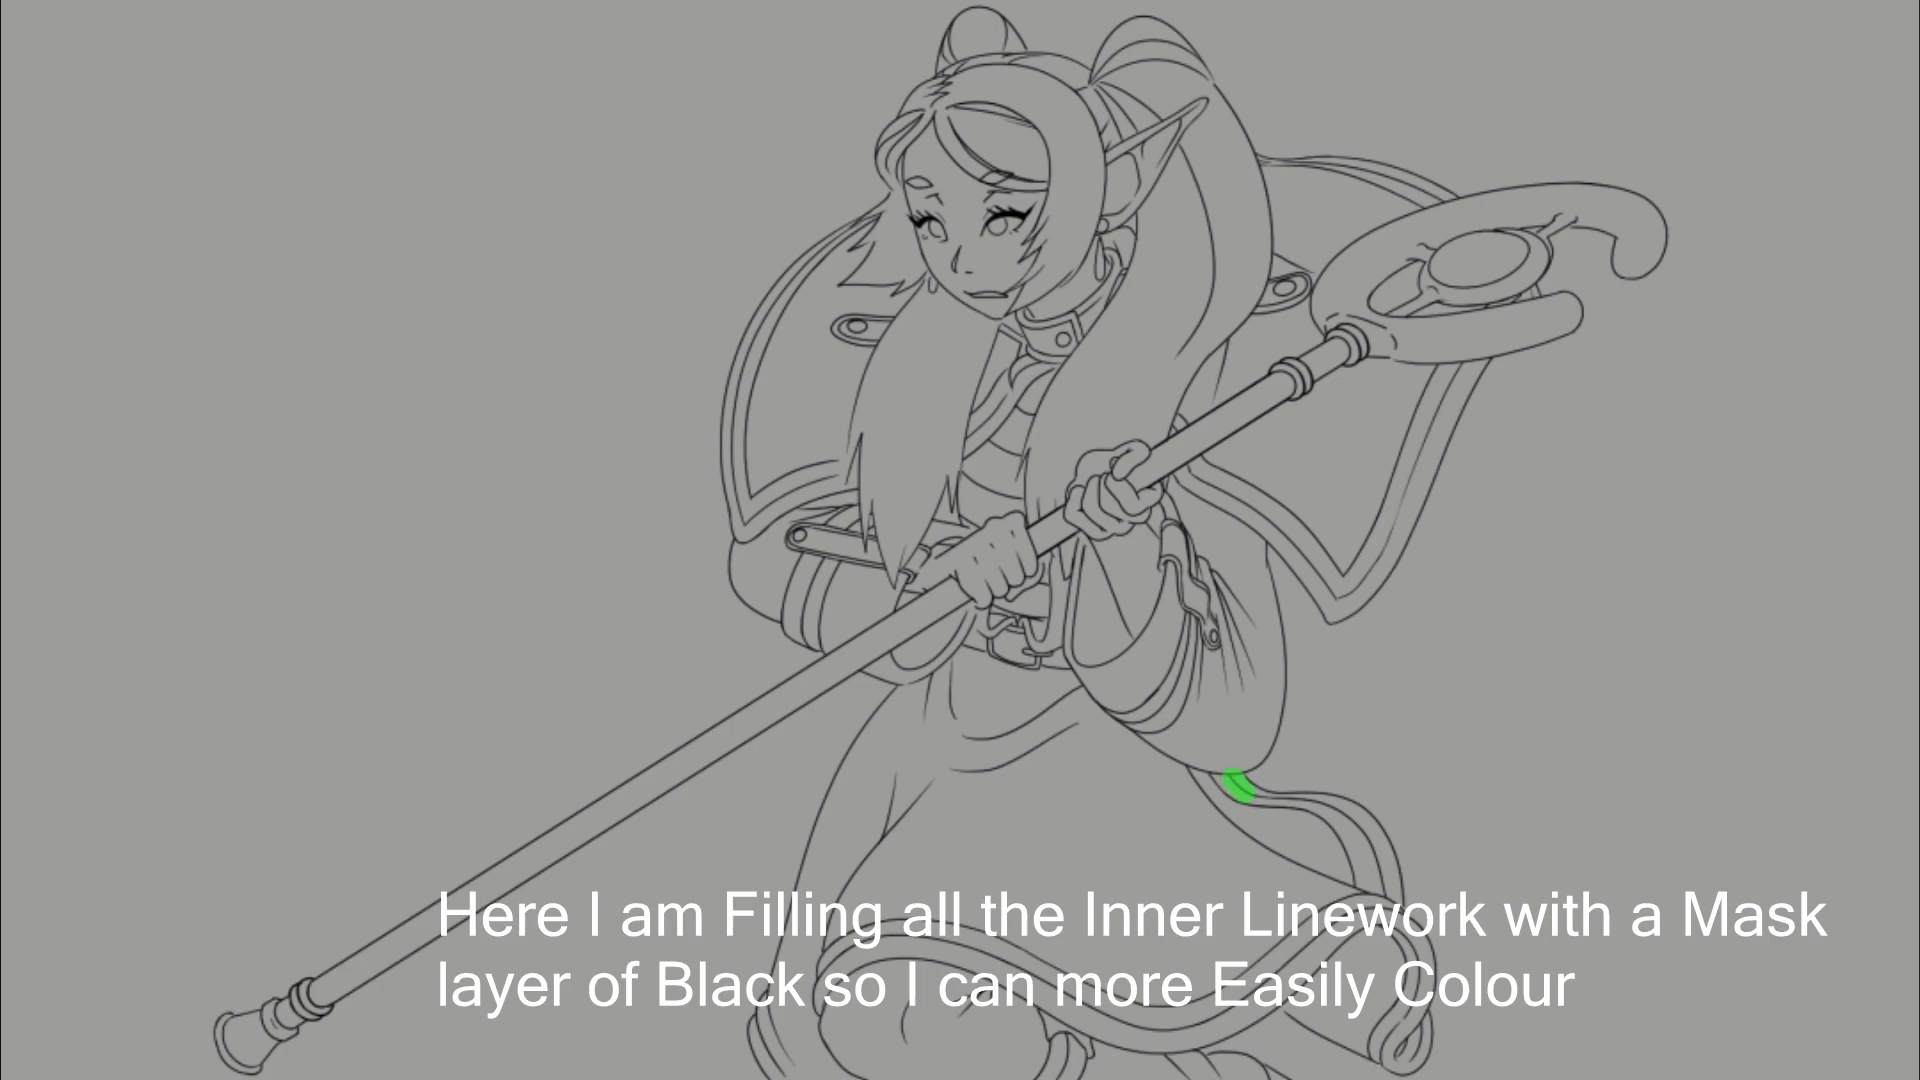 Here I am Filling all the Inner Linework with a Mask
layer of Black so I can more Easily Colour